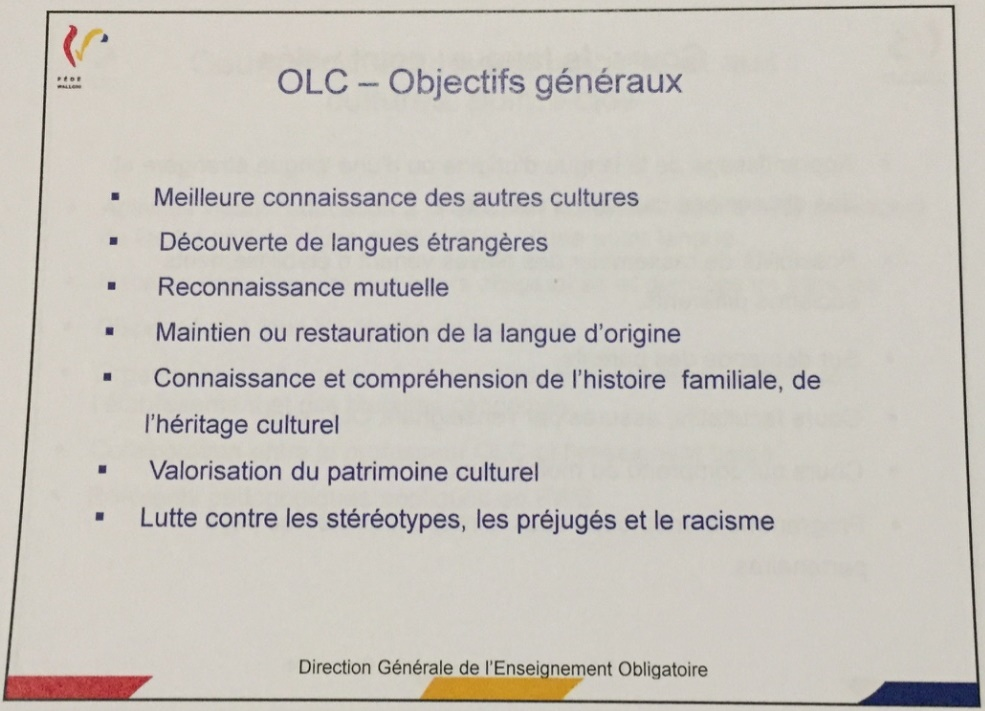 FÉDÉ
WALLONI
OLC – Objectifs généraux
▪ Meilleure connaissance des autres cultures
▪ Découverte de langues étrangères
▪ Reconnaissance mutuelle
▪ Maintien ou restauration de la langue d'origine
▪ Connaissance et compréhension de l'histoire familiale, de
l'héritage culturel
▪ Valorisation du patrimoine culturel
▪ Lutte contre les stéréotypes, les préjugés et le racisme
Direction Générale de l'Enseignement Obligatoire